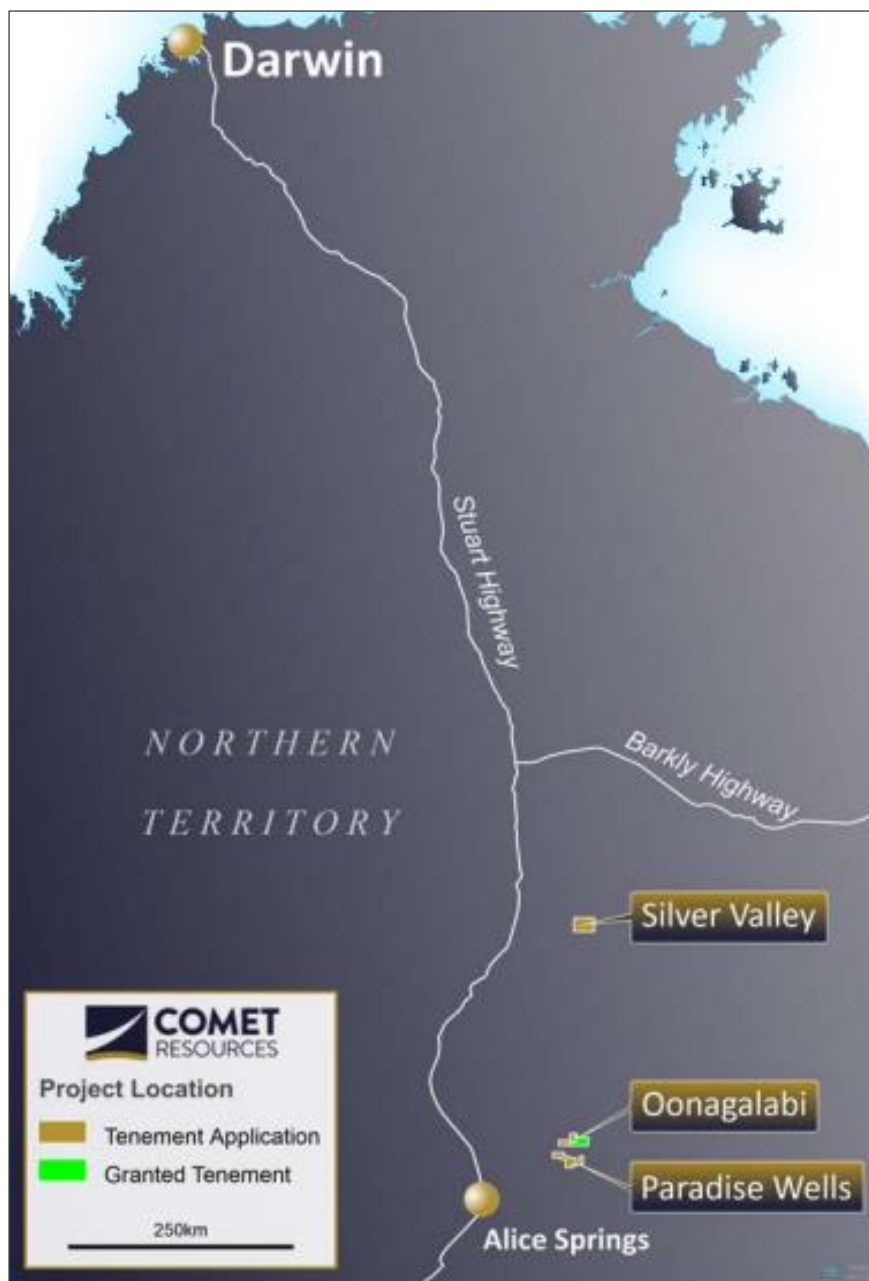 Darwin
Stuart Highway
NORTHERN
TERRITORY
Barkly Highway
Silver Valley
Oonagalabi
Paradise Wells
Alice Springs
COMET
RESOURCES
Project Location
Tenement Application
Granted Tenement
250km